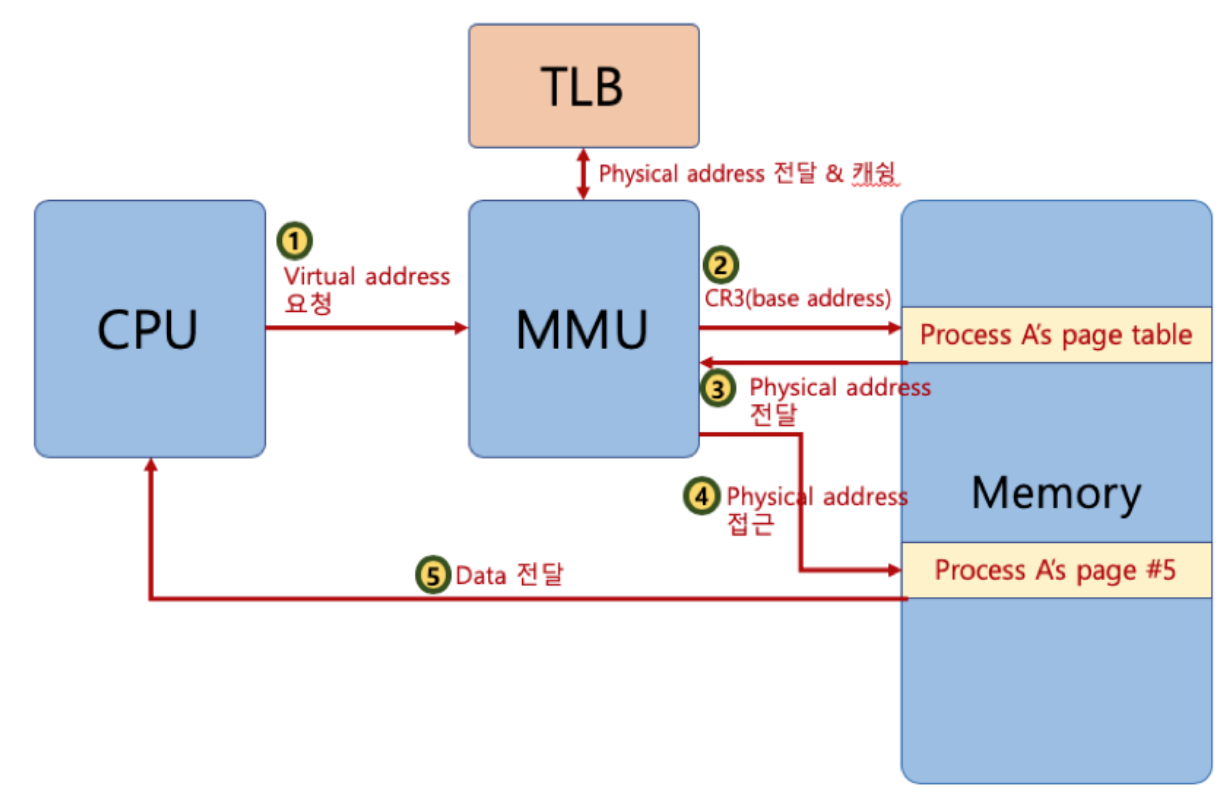 TLB
Physical address 전달 & 캐슁
CPU
1
Virtual address
요청
MMU
2
CR3(base address)
Process A's page table
3
Physical address
전달
Memory
4
Physical address
접근
Process A's page #5
5
Data 전달